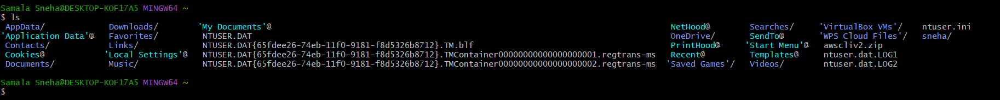 Samala Sneha@DESKTOP-KOF17A5 MINGW64 ~
$ ls
AppData/ Downloads/ 'My Documents'@ NetHood@ Searches/ 'VirtualBox VMs'/ ntuser.ini
'Application Data'@ Favorites/ NTUSER.DAT OneDrive/ SendTo@ 'WPS Cloud Files'/ sneha/
Contacts/ Links/ NTUSER.DAT{65fdee26-74eb-11f0-9181-f8d5326b8712}.TM.blf PrintHood@ 'Start Menu'@ awscliv2.zip
Cookies@ 'Local Settings'@ NTUSER.DAT{65fdee26-74eb-11f0-9181-f8d5326b8712}.TMContainer00000000000000000001.regtrans-ms Recent@ Templates@ ntuser.dat.LOG1
Documents/ Music/ NTUSER.DAT{65fdee26-74eb-11f0-9181-f8d5326b8712}.TMContainer00000000000000000002.regtrans-ms 'Saved Games'/ Videos/ ntuser.dat.LOG2
Samala Sneha@DESKTOP-KOF17A5 MINGW64 ~
$